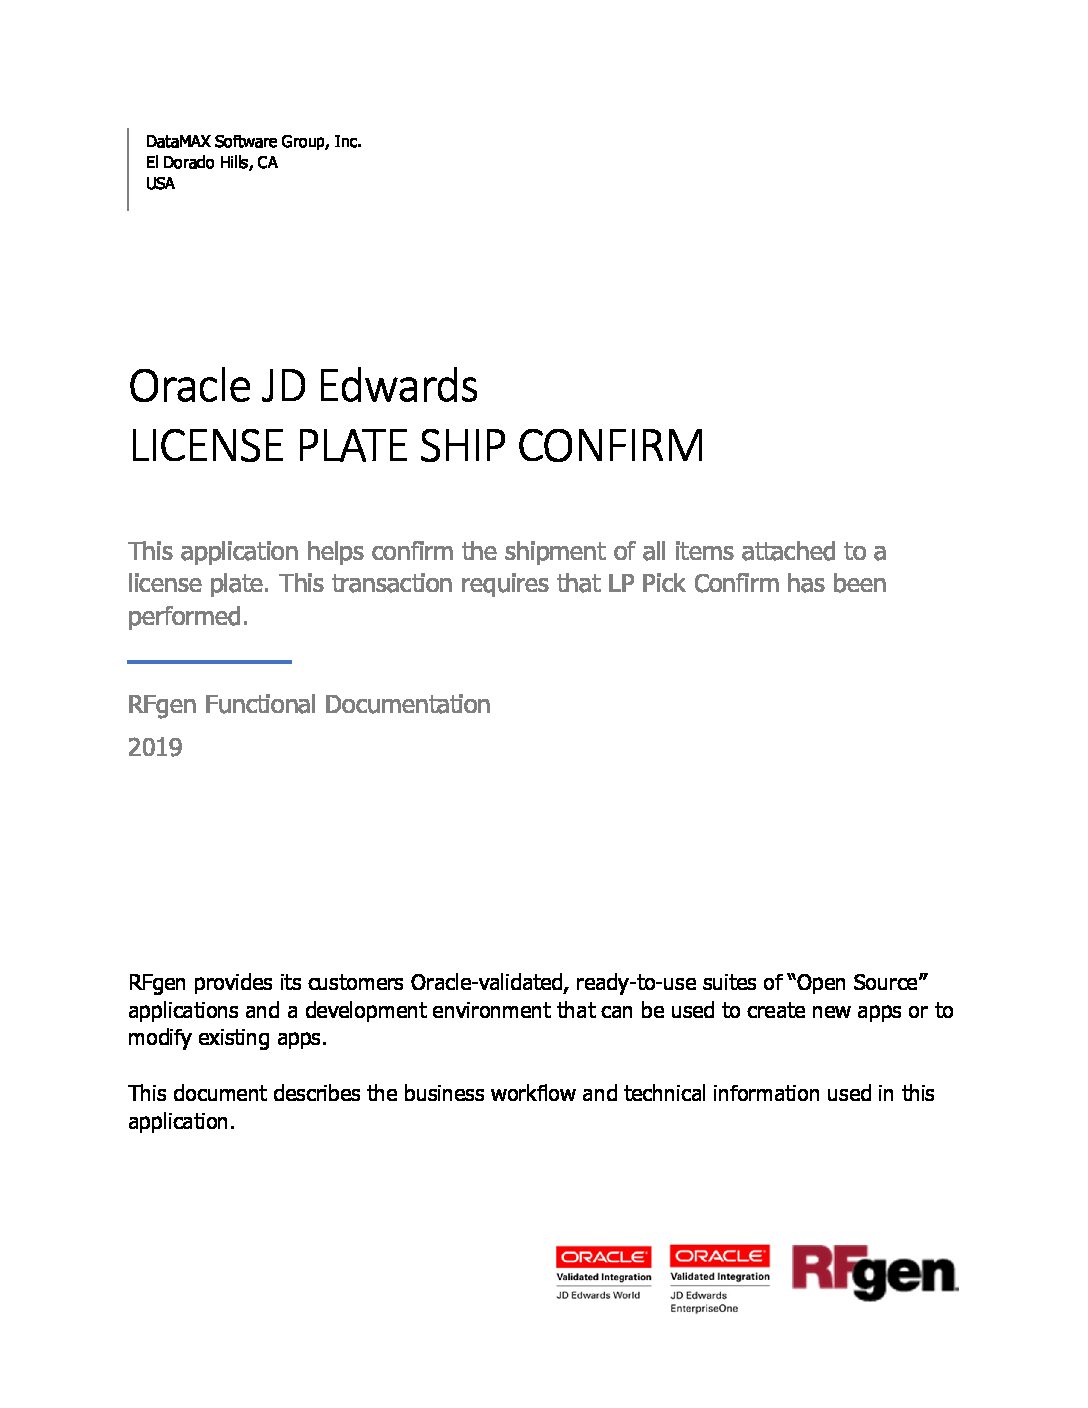 DataMAX Software Group, Inc.
El Dorado Hills, CA
USA
Oracle JD Edwards
LICENSE PLATE SHIP CONFIRM
This application helps confirm the shipment of all items attached to a
license plate. This transaction requires that LP Pick Confirm has been
performed.
RFgen Functional Documentation
2019
RFgen provides its customers Oracle-validated, ready-to-use suites of “Open Source”
applications and a development environment that can be used to create new apps or to
modify existing apps.
This document describes the business workflow and technical information used in this
application.
ORACLE
Validated Integration
JD Edwards World
ORACLE
Validated Integration
JD Edwards
EnterpriseOne
RFgen